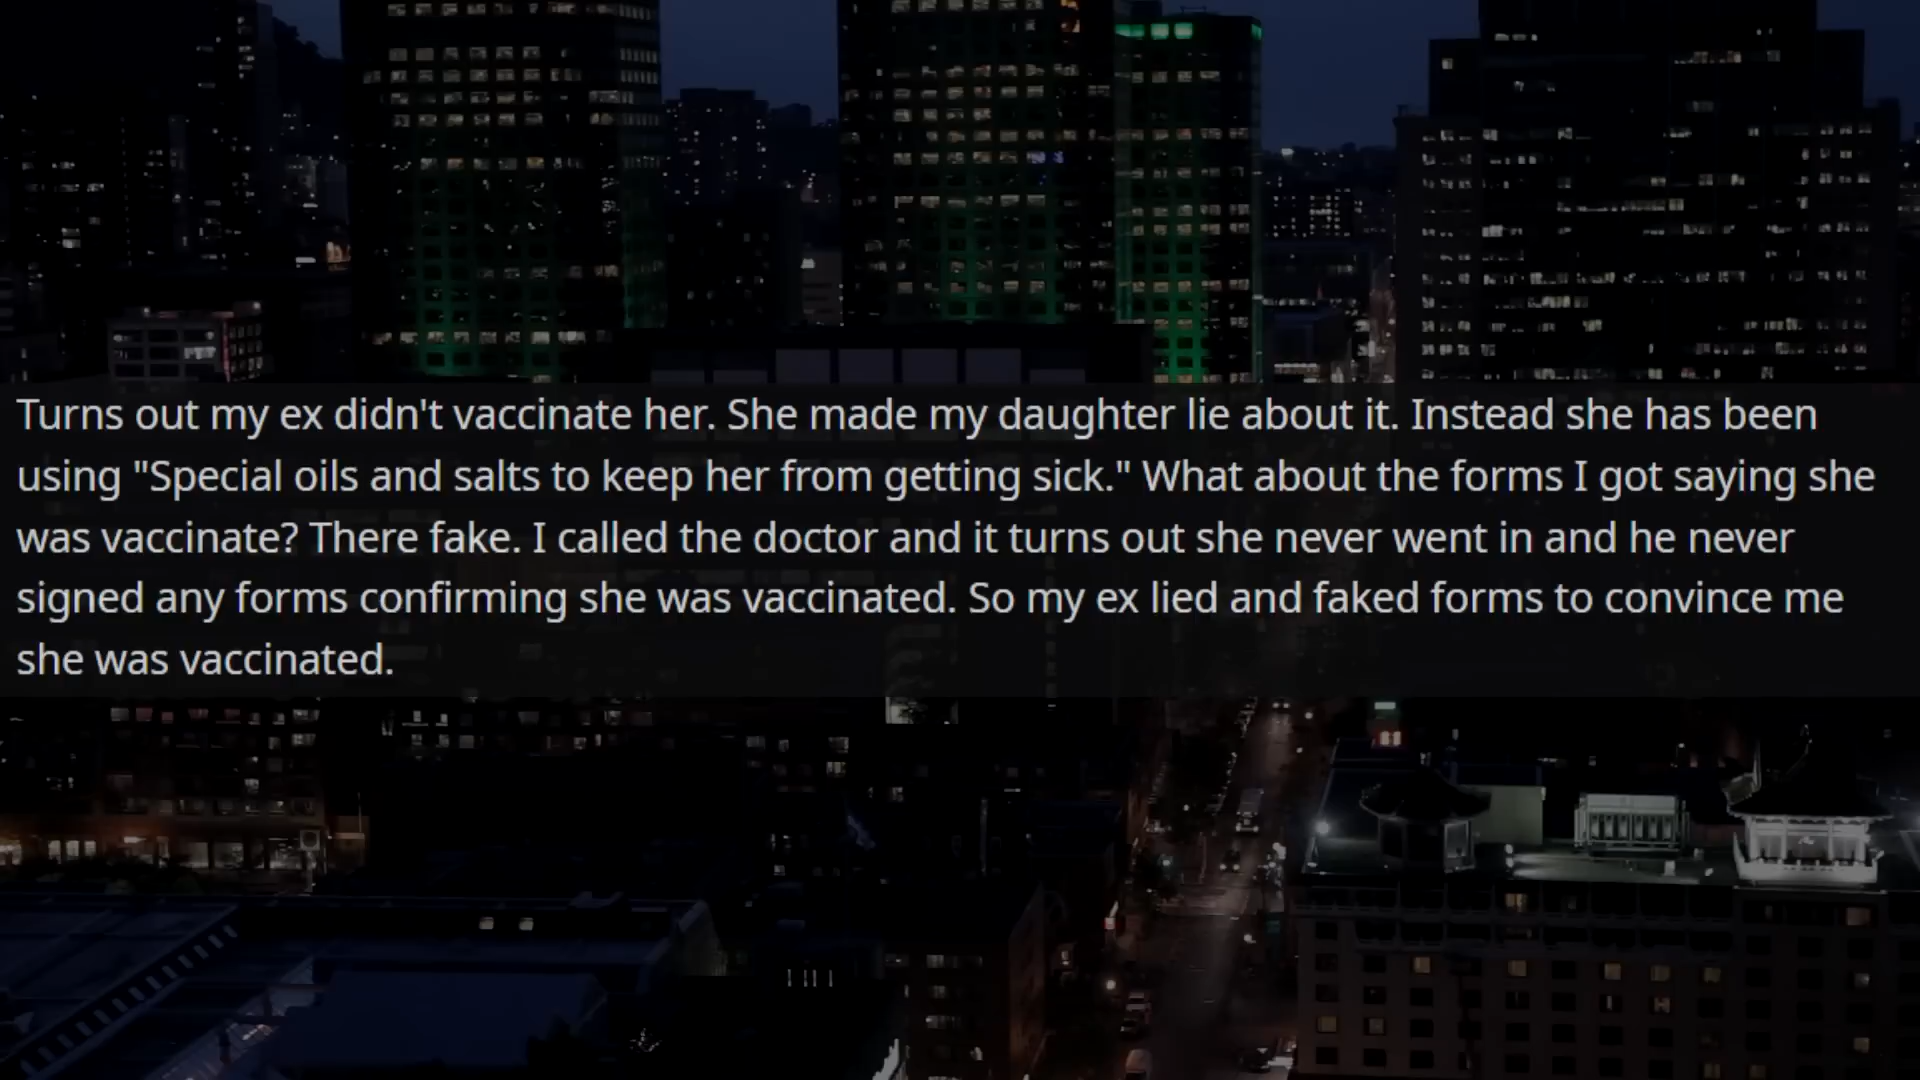 Turns out my ex didn't vaccinate her. She made my daughter lie about it. Instead she has been
using "Special oils and salts to keep her from getting sick." What about the forms I got saying she
was vaccinate? There fake. I called the doctor and it turns out she never went in and he never
signed any forms confirming she was vaccinated. So my ex lied and faked forms to convince me
she was vaccinated.